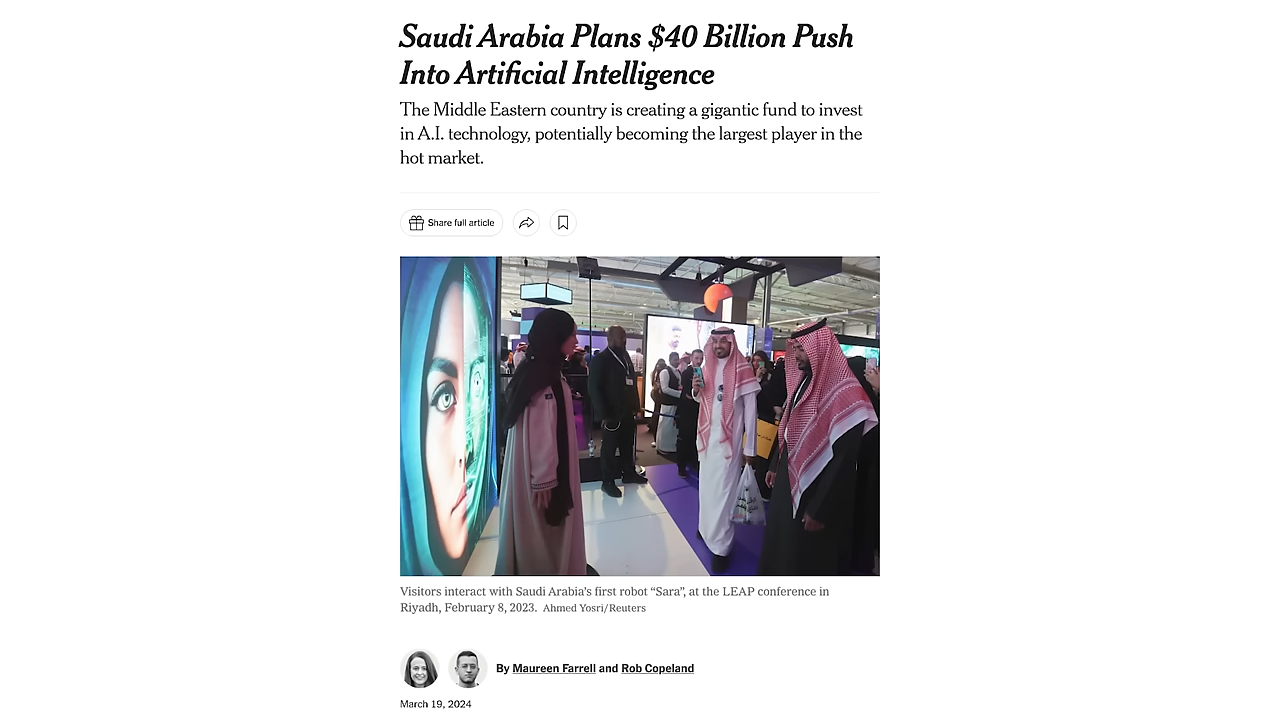 Saudi Arabia Plans $40 Billion Push
Into Artificial Intelligence
The Middle Eastern country is creating a gigantic fund to invest
in A.I. technology, potentially becoming the largest player in the
hot market.
Share full article
Visitors interact with Saudi Arabia’s first robot “Sara”, at the LEAP conference in
Riyadh, February 8, 2023. Ahmed Yosri/Reuters
By Maureen Farrell and Rob Copeland
March 19, 2024